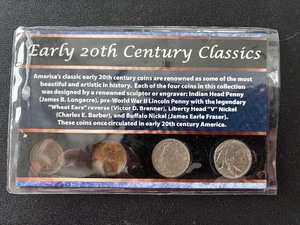 Early 20th Century Classics
America's classic early 20th century coins are renowned as some of the most
beautiful and artistic in history. Each of the four coins in this collection
was designed by a renowned sculptor or engraver: Indian Head Penny
(James B. Longacre), pre-World War II Lincoln Penny with the legendary
"Wheat Ears" reverse (Victor D. Brenner), Liberty Head "V" Nickel
(Charles E. Barber), and Buffalo Nickel (James Earle Fraser).
These coins once circulated in early 20th century America.